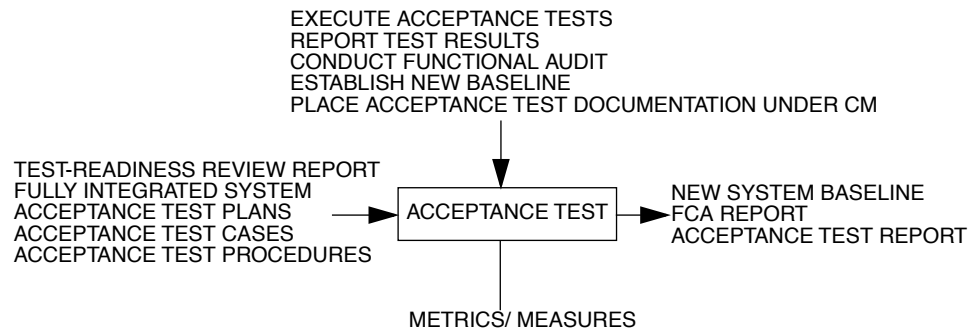 EXECUTE ACCEPTANCE TESTS
REPORT TEST RESULTS
CONDUCT FUNCTIONAL AUDIT
ESTABLISH NEW BASELINE
PLACE ACCEPTANCE TEST DOCUMENTATION UNDER CM
TEST-READINESS REVIEW REPORT
FULLY INTEGRATED SYSTEM
ACCEPTANCE TEST PLANS
ACCEPTANCE TEST CASES
ACCEPTANCE TEST PROCEDURES
ACCEPTANCE TEST
NEW SYSTEM BASELINE
FCA REPORT
ACCEPTANCE TEST REPORT
METRICS/ MEASURES